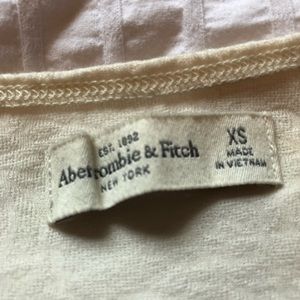 EST. 1892
Abercrombie & Fitch
NEW YORK
XS
MADE
IN VIETNAM